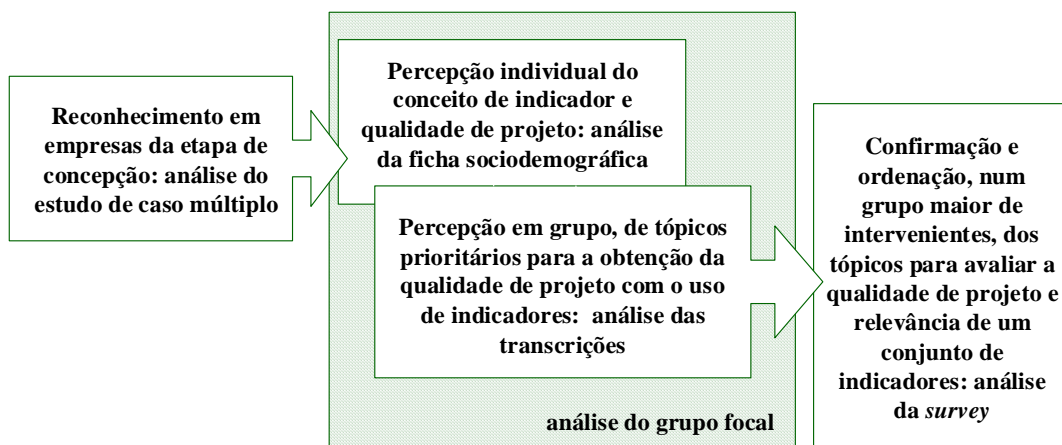 Reconhecimento em
empresas da etapa de
concepção: análise do
estudo de caso múltiplo
Percepção individual do
conceito de indicador e
qualidade de projeto: análise
da ficha sociodemográfica
Percepção em grupo, de tópicos
prioritários para a obtenção da
qualidade de projeto com o uso
de indicadores: análise das
transcrições
análise do grupo focal
Confirmação e
ordenação, num
grupo maior de
intervenientes, dos
tópicos para avaliar a
qualidade de projeto e
relevância de um
conjunto de
indicadores: análise
da survey